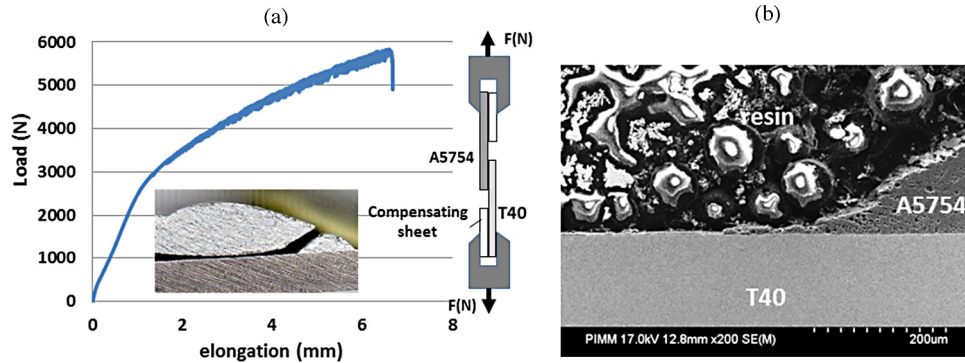 (a)
6000
5000
4000
3000
2000
1000
0
Load (N)
0 2 4 6 8
elongation (mm)
F(N)
A5754
Compensating
sheet
T40
F(N)
(b)
resin
A5754
T40
PIMM 17.0kV 12.8mm x200 SE(M)
200um